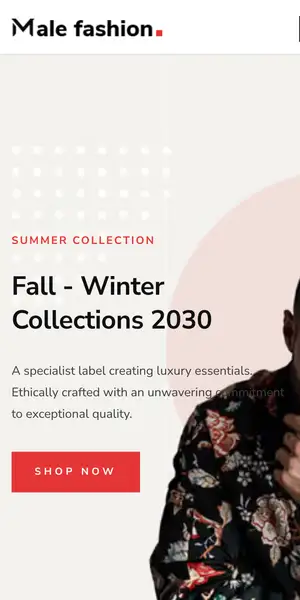 Male fashion.
SUMMER COLLECTION
Fall - Winter
Collections 2030
A specialist label creating luxury essentials.
Ethically crafted with an unwavering commitment
to exceptional quality.
SHOP NOW